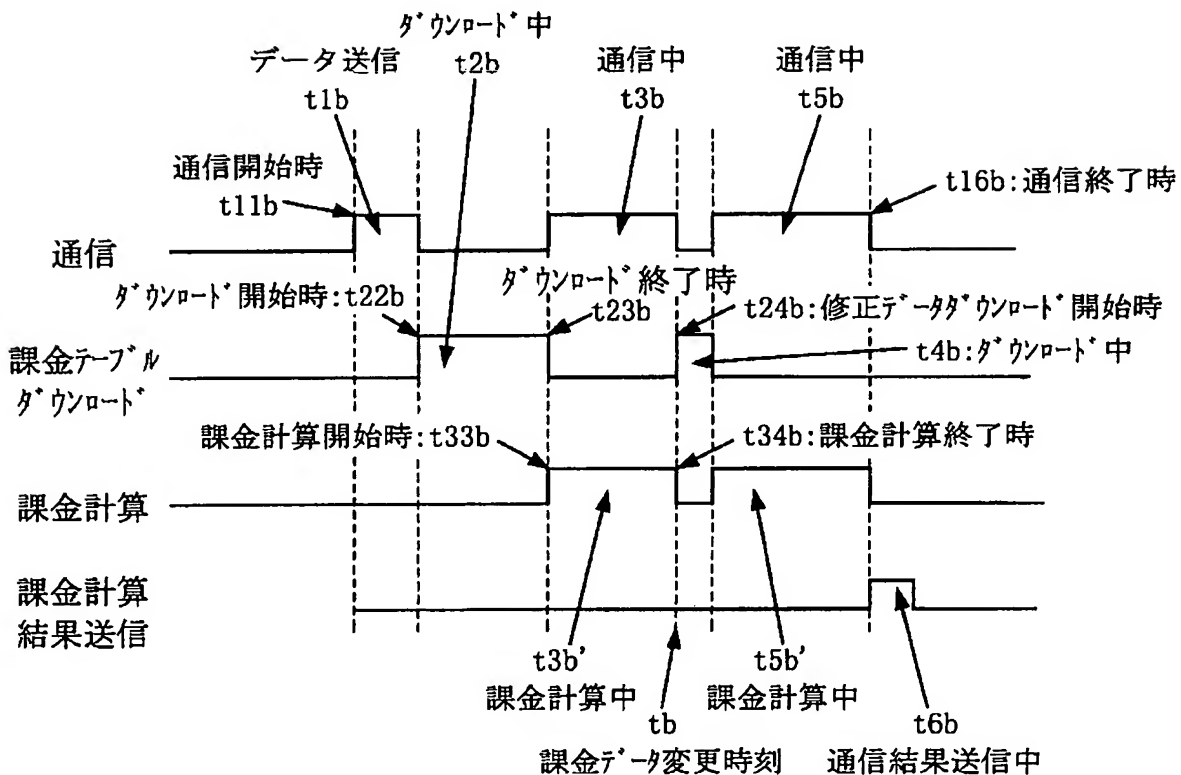 ダウンロード中
t2b
データ送信
t1b
通信中
t3b
通信中
t5b
通信開始時
t11b
t16b:通信終了時
通信
ダウンロード開始時:t22b
ダウンロード終了時
t23b
t24b:修正データダウンロード開始時
t4b:ダウンロード中
課金テーブル
ダウンロード
課金計算開始時:t33b
t34b:課金計算終了時
課金計算
課金計算
結果送信
t3b'
課金計算中
tb
課金データ変更時刻
t5b'
課金計算中
t6b
通信結果送信中